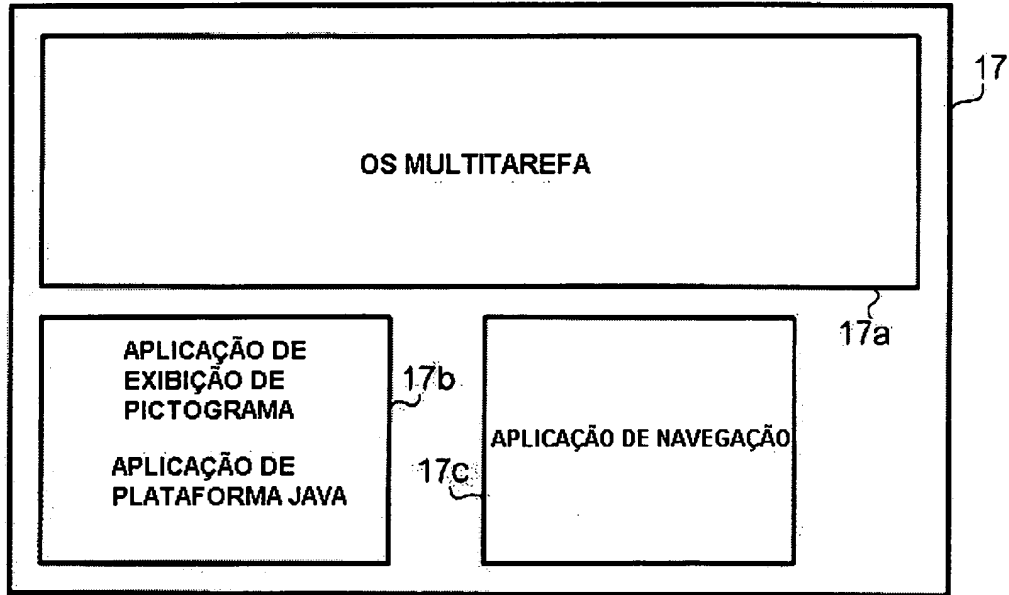 17
OS MULTITAREFA
17a
APLICAÇÃO DE
EXIBIÇÃO DE
PICTOGRAMA
APLICAÇÃO DE
PLATAFORMA JAVA
17b
17c
APLICAÇÃO DE NAVEGAÇÃO